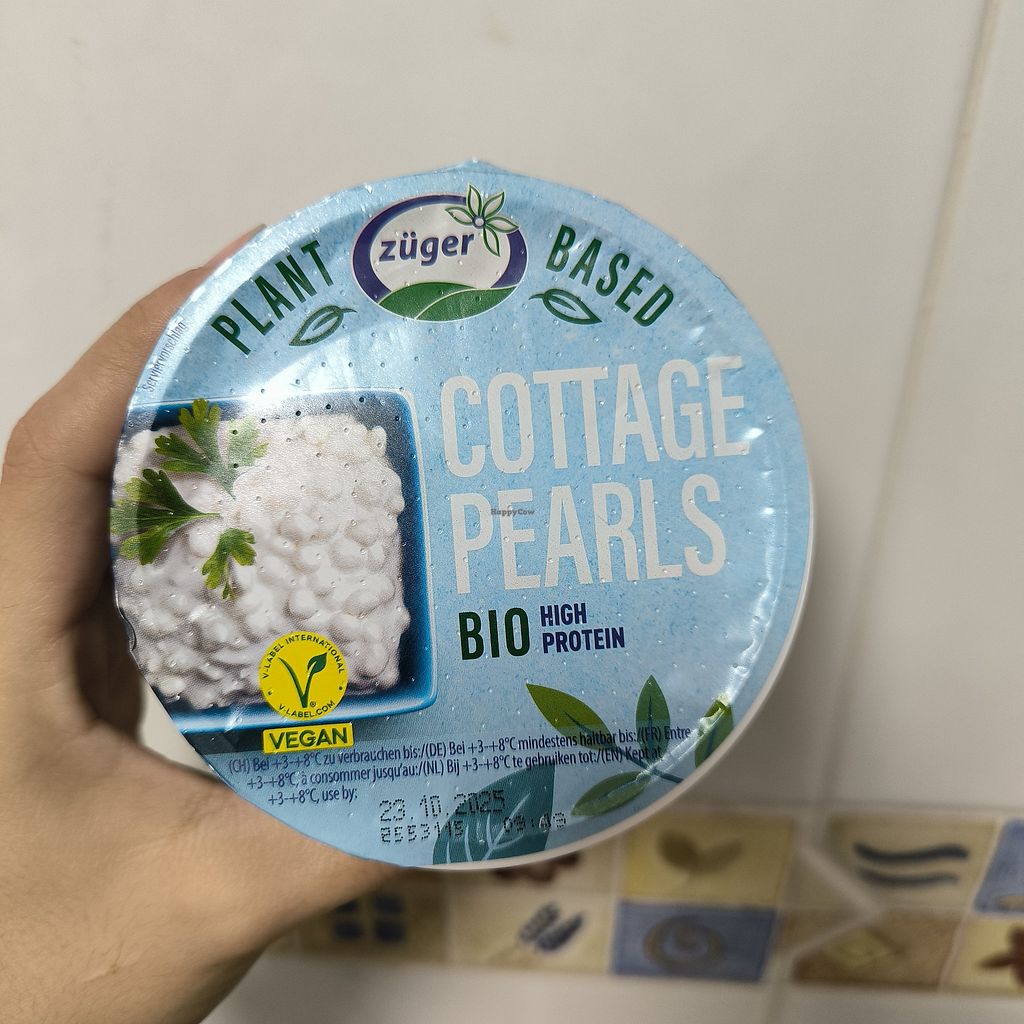 züger
PLANT BASED
Serviervorschlag
COTTAGE
PEARLS
HappyCow
BIO HIGH
PROTEIN
V-LABEL INTERNATIONAL
V-LABEL.COM
VEGAN
(CH) Bei +3-+8°C zu verbrauchen bis:/(DE) Bei +3-+8°C mindestens haltbar bis:/(FR) Entre
+3-+8°C, à consommer jusqu'au:/(NL) Bij +3-+8°C te gebruiken tot:/(EN) Kept at
+3-+8°C, use by:
23.10.2025